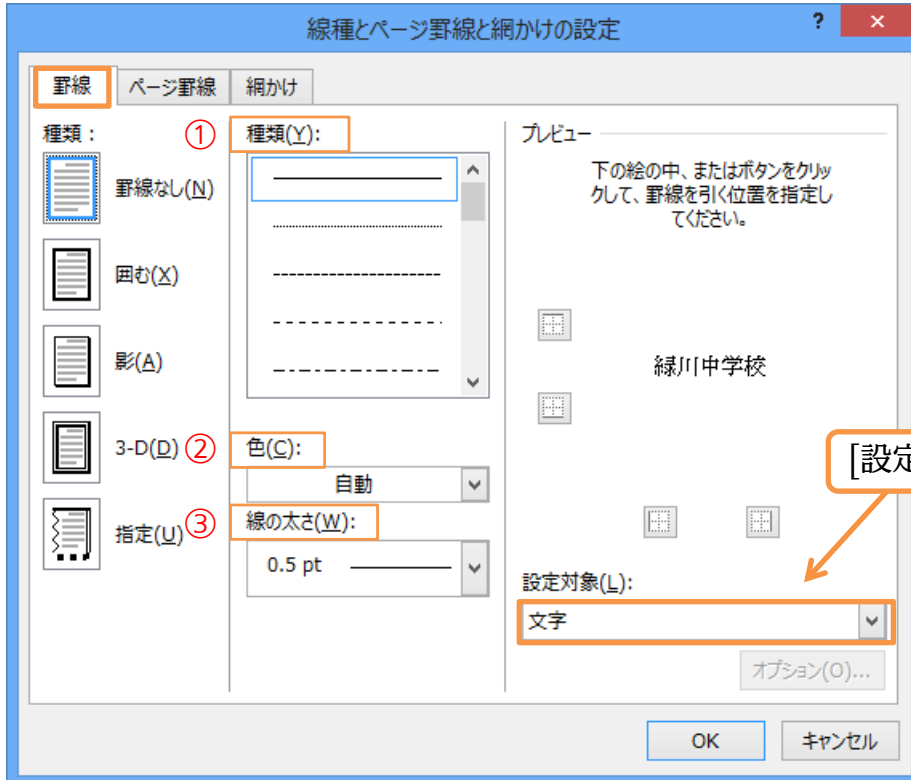 線種とページ罫線と網かけの設定
? ×
罫線 ページ罫線 網かけ
種類：
罫線なし(N)
囲む(X)
影(A)
3-D(D)
指定(U)
① 種類(Y):
② 色(C):
自動
③ 線の太さ(W):
0.5 pt
プレビュー
下の絵の中、またはボタンをクリッ
クして、罫線を引く位置を指定し
てください。
緑川中学校
[設定
設定対象(L):
文字
オプション(O)...
OK キャンセル